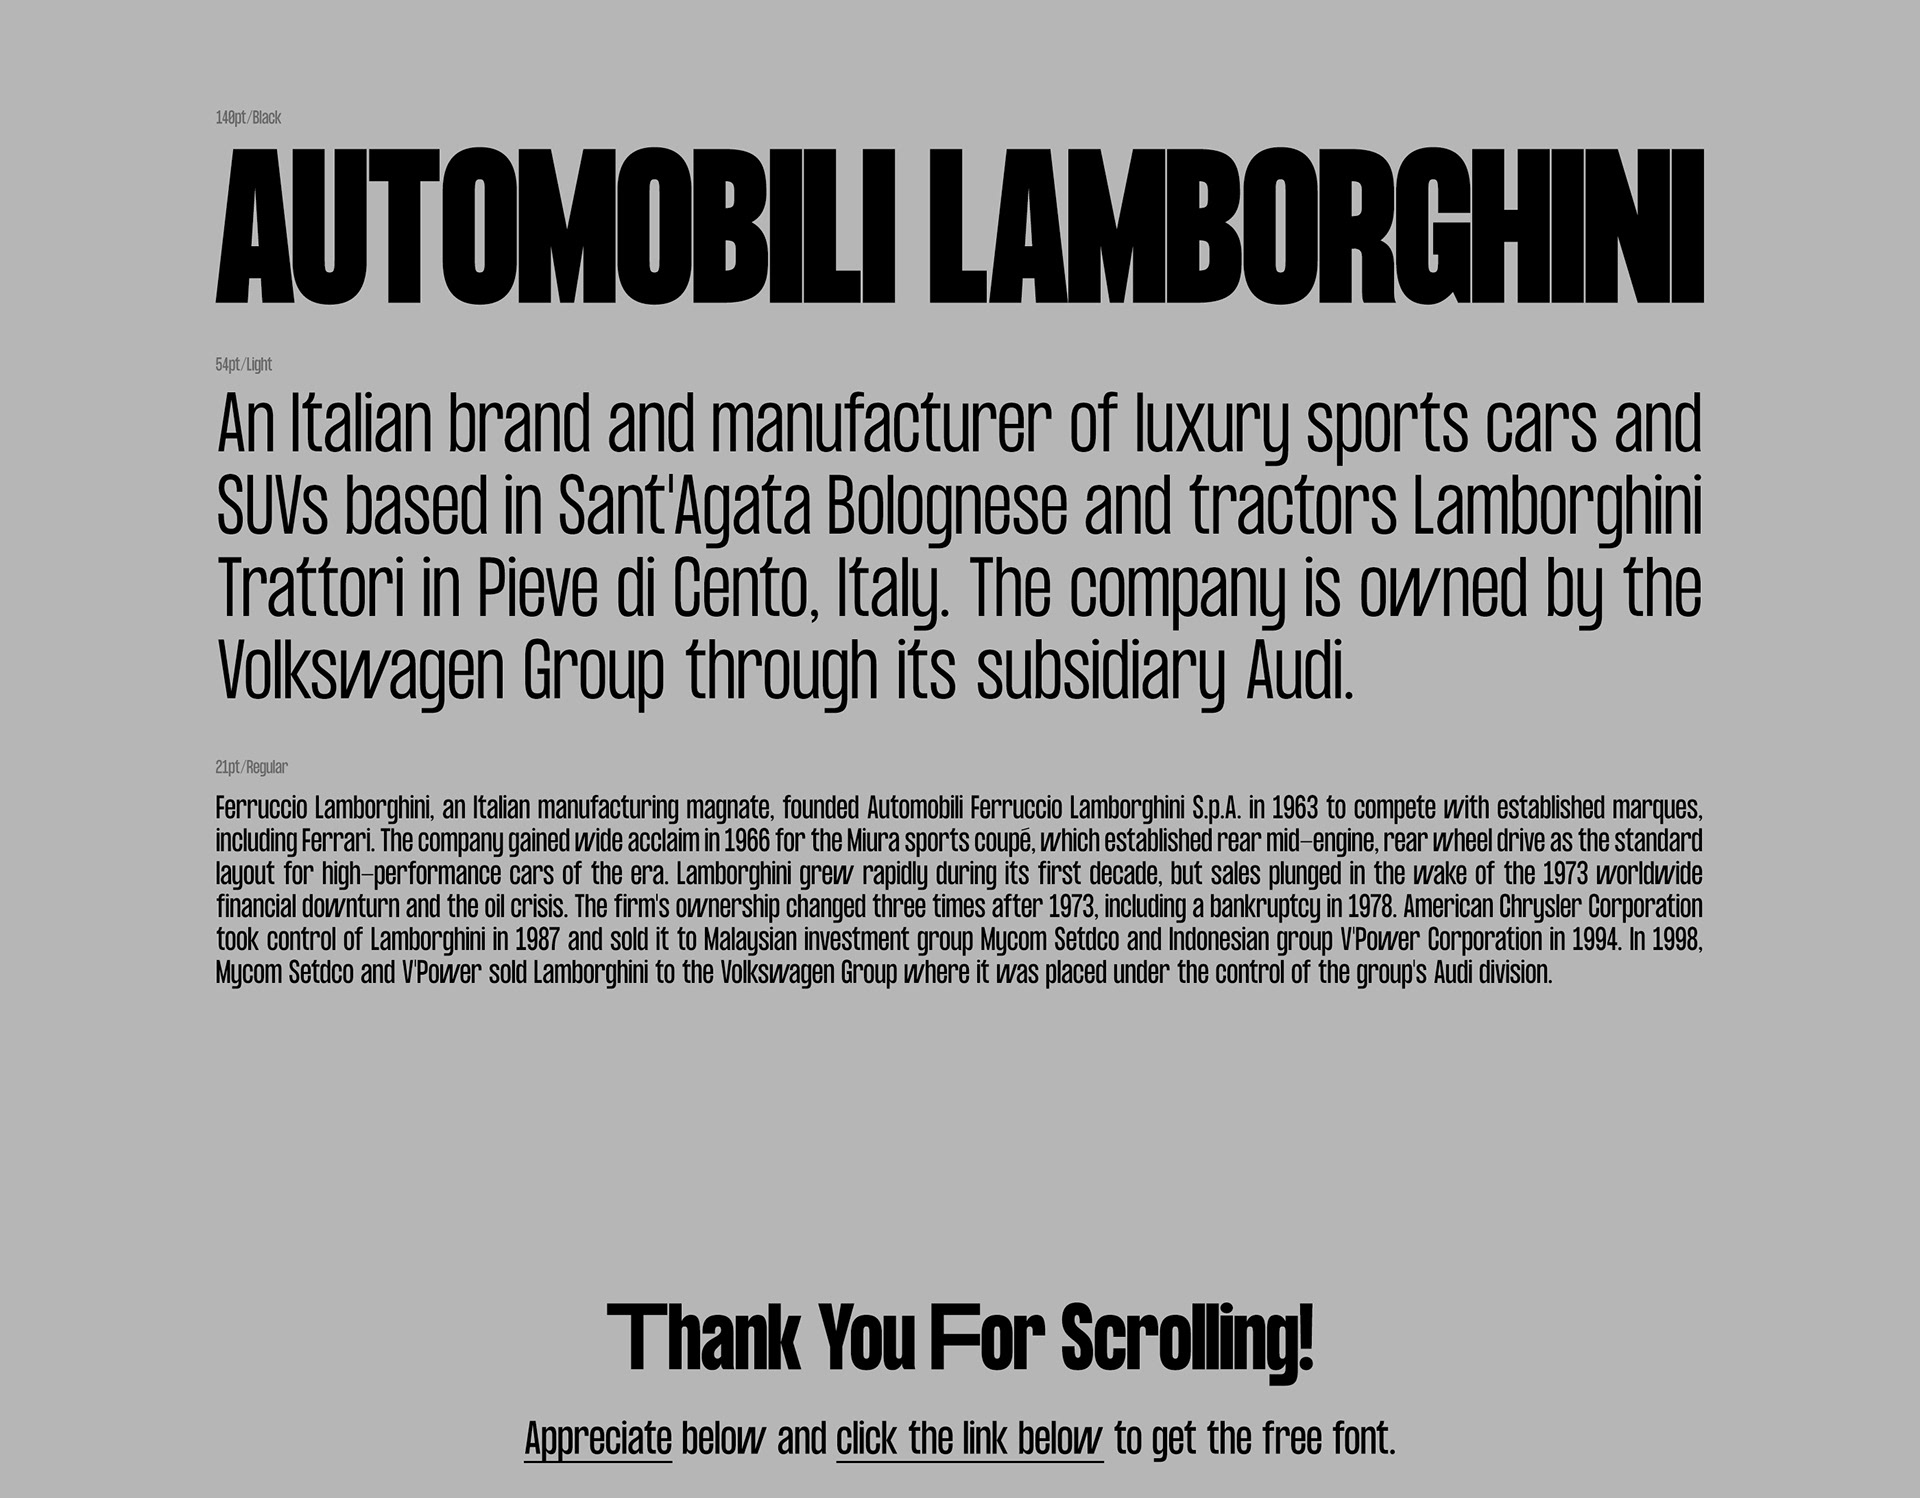 140pt/Black
AUTOMOBILI LAMBORGHINI
54pt/Light
An Italian brand and manufacturer of luxury sports cars and
SUVs based in Sant'Agata Bolognese and tractors Lamborghini
Trattori in Pieve di Cento, Italy. The company is owned by the
Volkswagen Group through its subsidiary Audi.
21pt/Regular
Ferruccio Lamborghini, an Italian manufacturing magnate, founded Automobili Ferruccio Lamborghini S.p.A. in 1963 to compete with established marques,
including Ferrari. The company gained wide acclaim in 1966 for the Miura sports coupé, which established rear mid-engine, rear wheel drive as the standard
layout for high-performance cars of the era. Lamborghini grew rapidly during its first decade, but sales plunged in the wake of the 1973 worldwide
financial downturn and the oil crisis. The firm's ownership changed three times after 1973, including a bankruptcy in 1978. American Chrysler Corporation
took control of Lamborghini in 1987 and sold it to Malaysian investment group Mycom Setdco and Indonesian group V'Power Corporation in 1994. In 1998,
Mycom Setdco and V'Power sold Lamborghini to the Volkswagen Group where it was placed under the control of the group's Audi division.
Thank You For Scrolling!
Appreciate below and click the link below to get the free font.